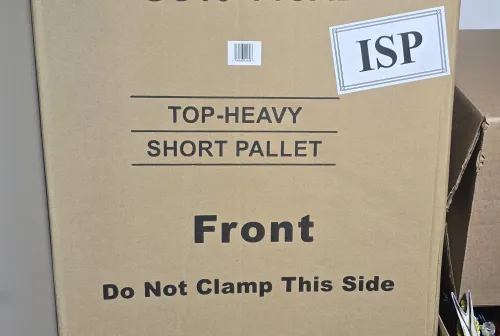 ISP
TOP-HEAVY
SHORT PALLET
Front
Do Not Clamp This Side